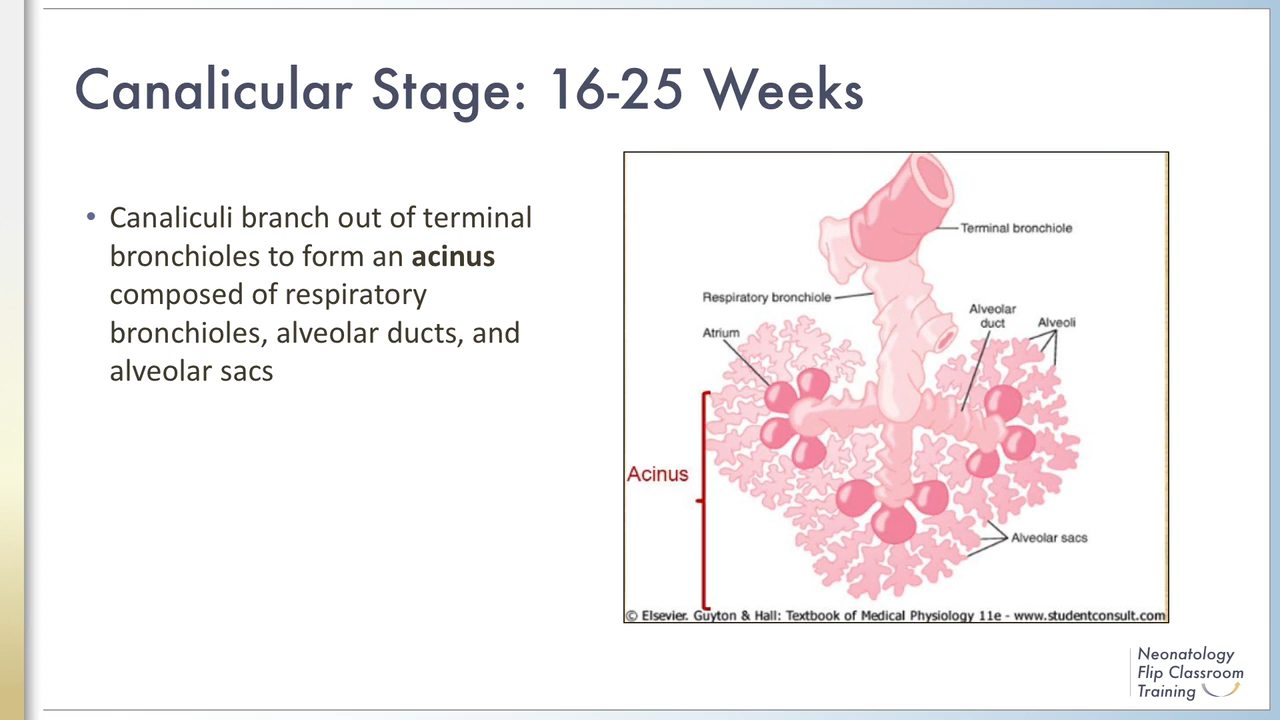 Canalicular Stage: 16-25 Weeks
• Canaliculi branch out of terminal
bronchioles to form an acinus
composed of respiratory
bronchioles, alveolar ducts, and
alveolar sacs
Terminal bronchiole
Respiratory bronchiole
Alveolar
duct
Alveoli
Atrium
Acinus
Alveolar sacs
© Elsevier. Guyton & Hall: Textbook of Medical Physiology 11e - www.studentconsult.com
Neonatology
Flip Classroom
Training